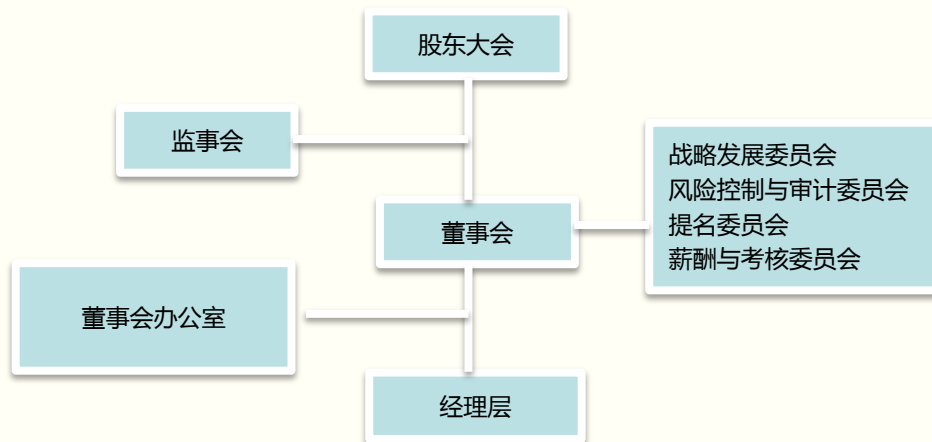 股东大会
监事会
战略发展委员会
风险控制与审计委员会
提名委员会
薪酬与考核委员会
董事会
董事会办公室
经理层